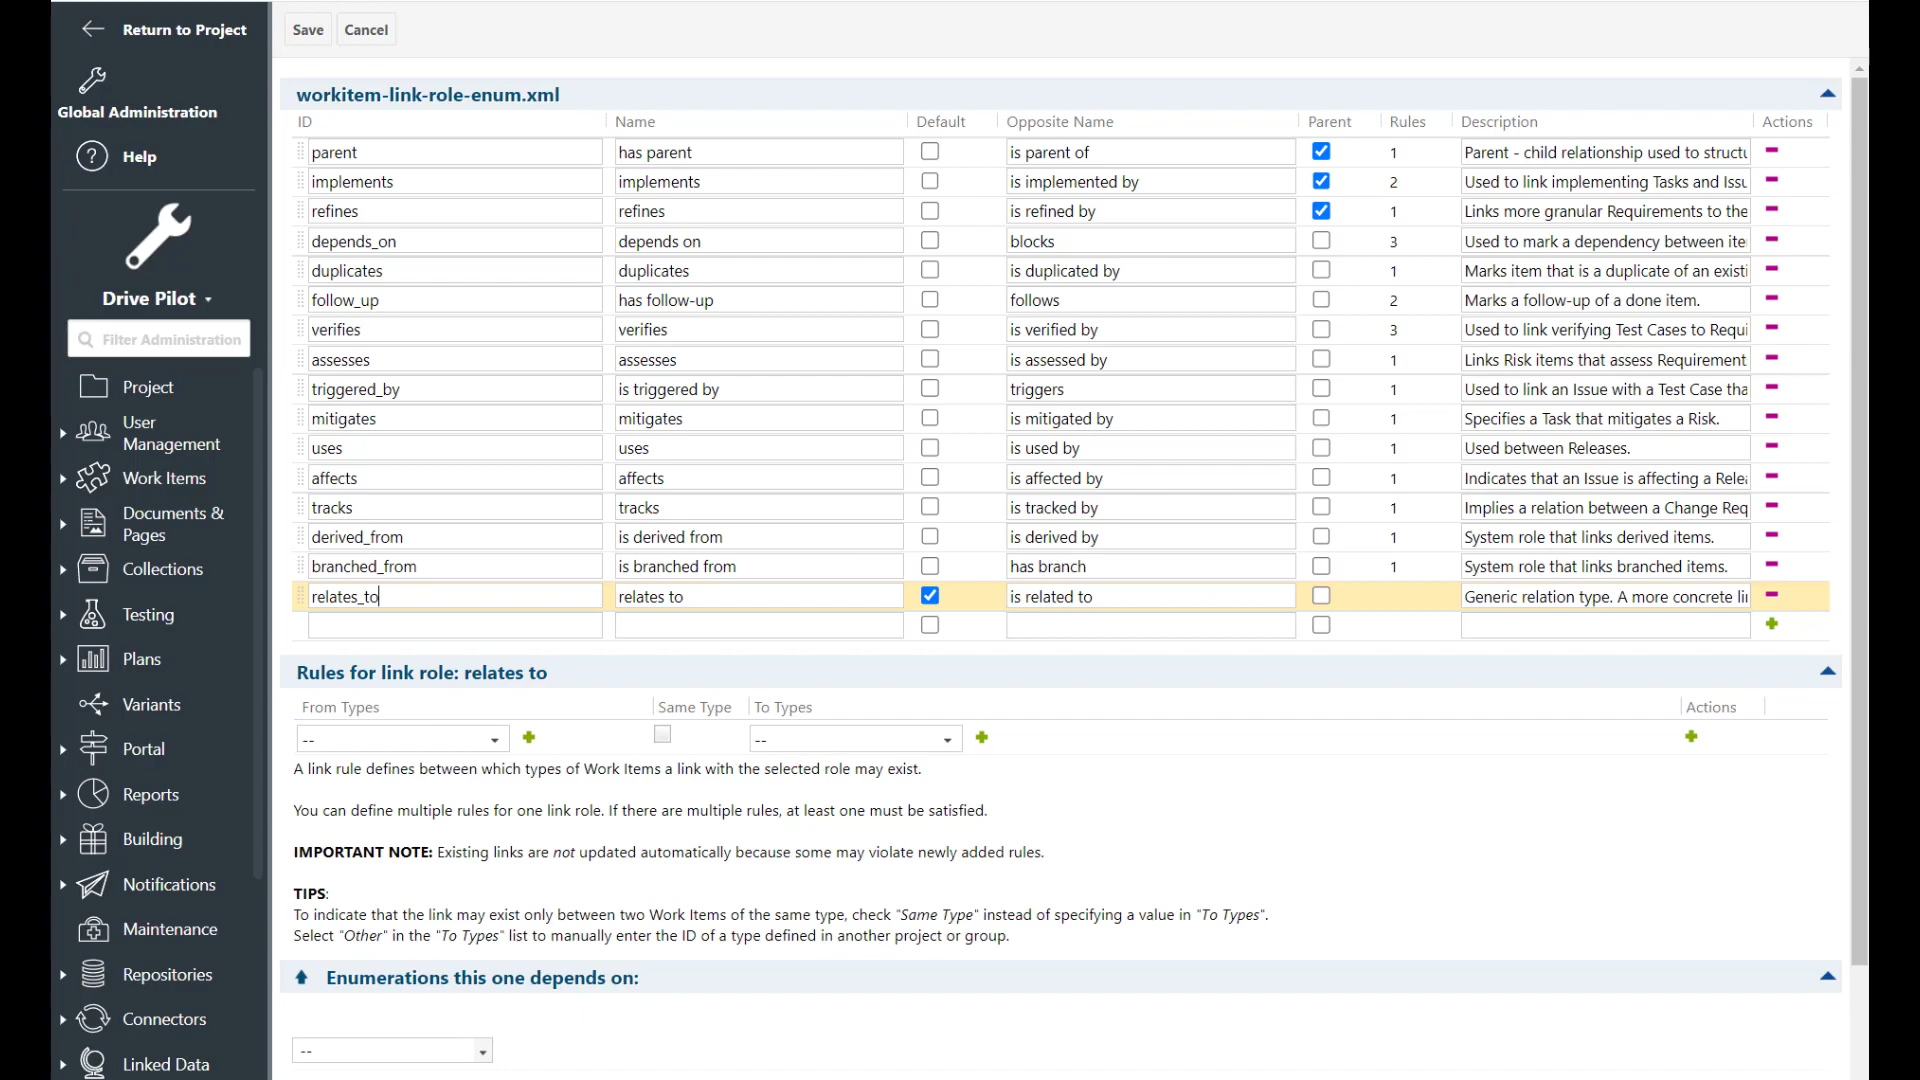 Return to Project
Save
Cancel
Global Administration
? Help
Drive Pilot
Filter Administration
Project
User
Management
Work Items
Documents &
Pages
Collections
Testing
Plans
Variants
Portal
Reports
Building
Notifications
Maintenance
Repositories
Connectors
Linked Data
workitem-link-role-enum.xml
ID Name Default Opposite Name Parent Rules Description Actions
parent has parent is parent of 1 Parent - child relationship used to structu
implements implements is implemented by 2 Used to link implementing Tasks and Issu
refines refines is refined by 1 Links more granular Requirements to the
depends_on depends on blocks 3 Used to mark a dependency between ite
duplicates duplicates is duplicated by 1 Marks item that is a duplicate of an existi
follow_up has follow-up follows 2 Marks a follow-up of a done item.
verifies verifies is verified by 3 Used to link verifying Test Cases to Requi
assesses assesses is assessed by 1 Links Risk items that assess Requirement
triggered_by is triggered by triggers 1 Used to link an Issue with a Test Case tha
mitigates mitigates is mitigated by 1 Specifies a Task that mitigates a Risk.
uses uses is used by 1 Used between Releases.
affects affects is affected by 1 Indicates that an Issue is affecting a Relea
tracks tracks is tracked by 1 Implies a relation between a Change Req
derived_from is derived from is derived by 1 System role that links derived items.
branched_from is branched from has branch 1 System role that links branched items.
relates_to relates to is related to Generic relation type. A more concrete li
Rules for link role: relates to
From Types Same Type To Types Actions
-- --
A link rule defines between which types of Work Items a link with the selected role may exist.
You can define multiple rules for one link role. If there are multiple rules, at least one must be satisfied.
IMPORTANT NOTE: Existing links are not updated automatically because some may violate newly added rules.
TIPS:
To indicate that the link may exist only between two Work Items of the same type, check "Same Type" instead of specifying a value in "To Types".
Select "Other" in the "To Types" list to manually enter the ID of a type defined in another project or group.
Enumerations this one depends on:
--